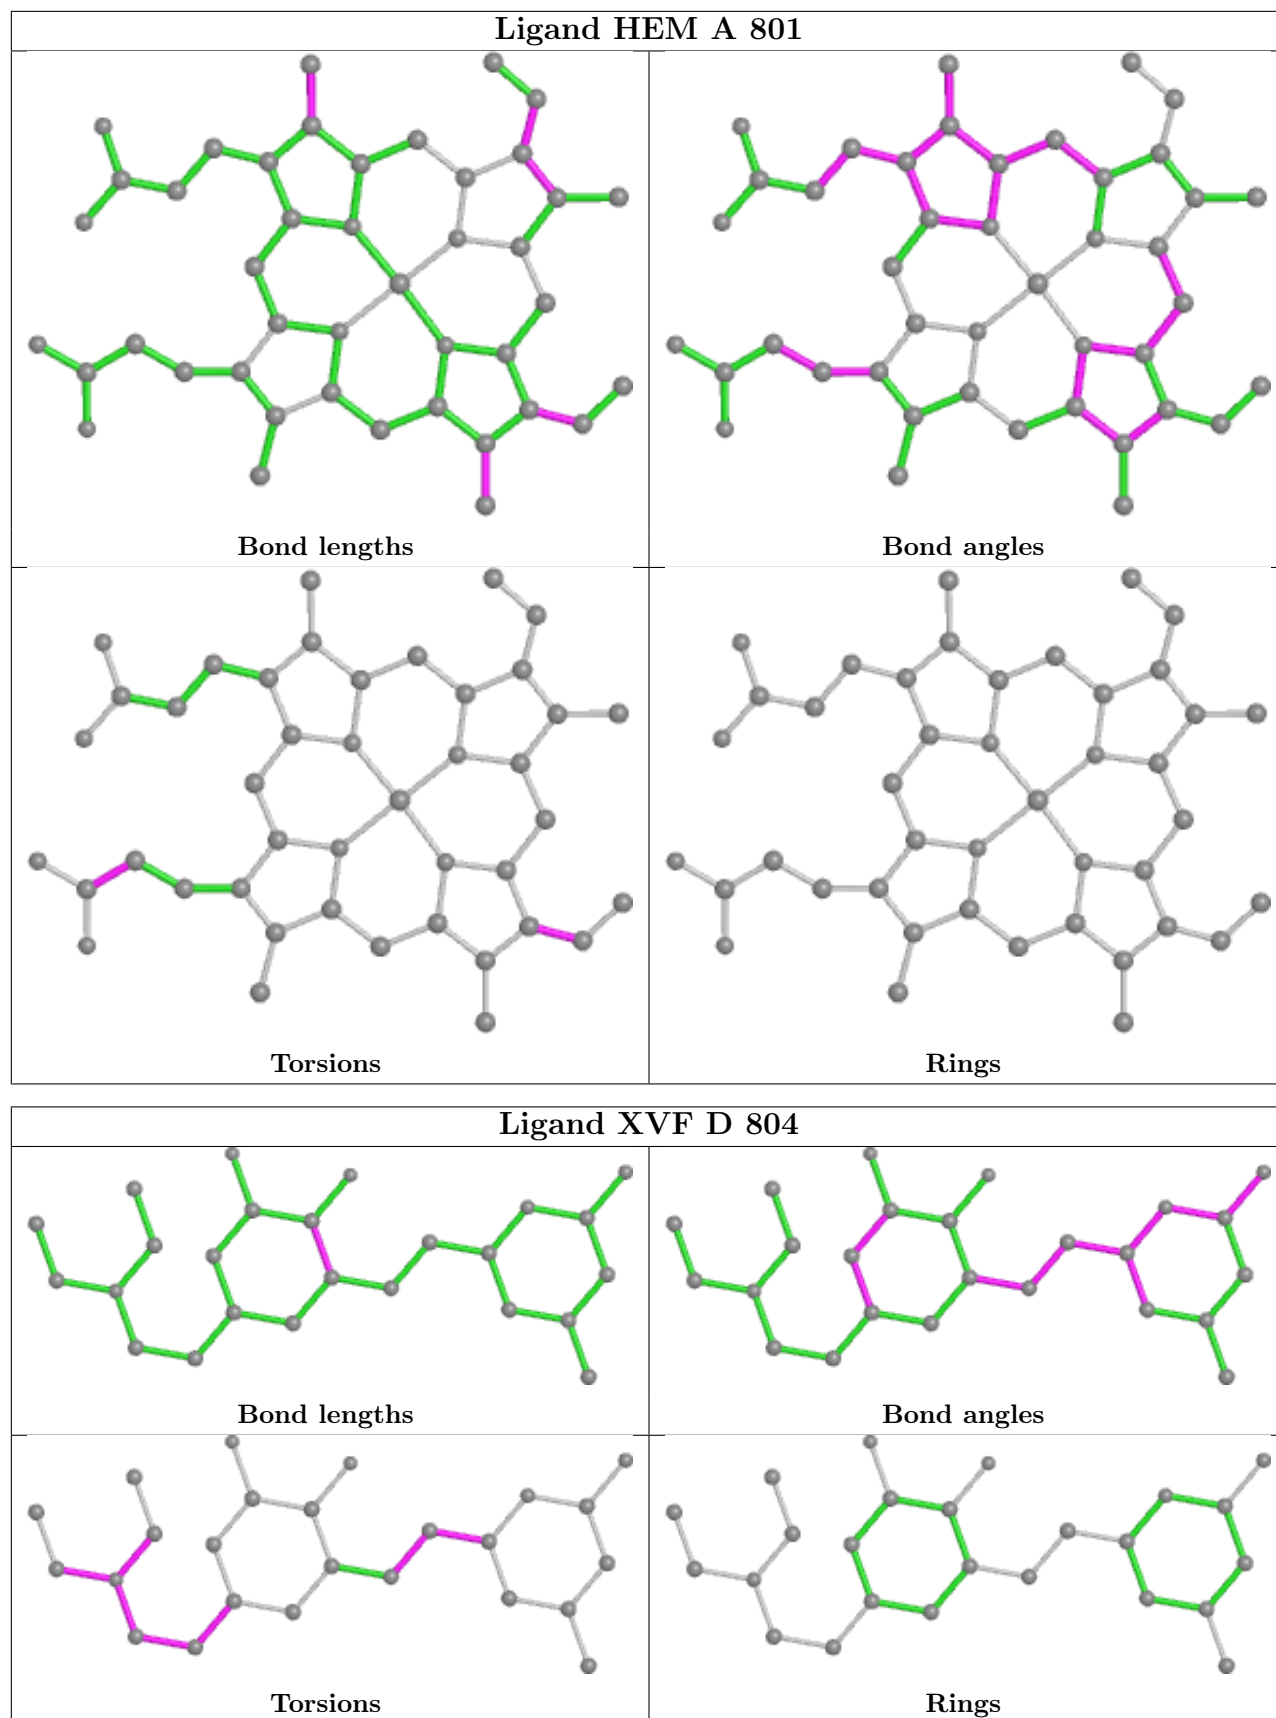 Ligand HEM A 801
Bond lengths
Bond angles
Torsions
Rings
Ligand XVF D 804
Bond lengths
Bond angles
Torsions
Rings